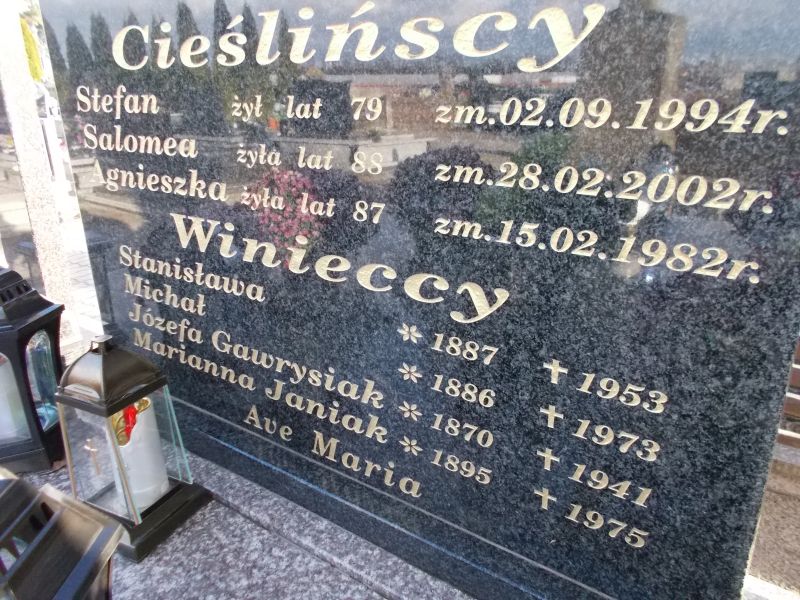 Cieślińscy
Stefan żył lat 79 zm.02.09.1994r.
Salomea żyła lat 88 zm.28.02.2002r.
Agnieszka żyła lat 87 zm.15.02.1982r.
Winieccy
Stanisława * 1887 † 1953
Michał * 1886 † 1973
Józefa Gawrysiak * 1870 † 1941
Marianna Janiak * 1895 † 1975
Ave Maria